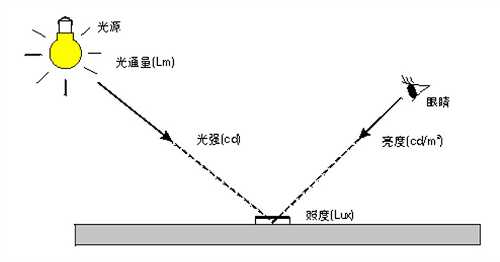 光源
光通量(Lm)
眼睛
光强(cd)
亮度(cd/m²)
照度(Lux)